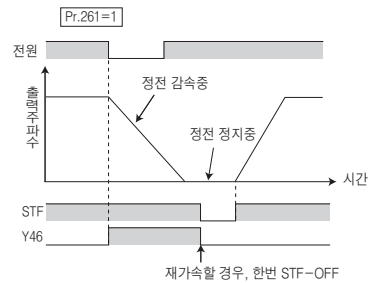 Pr.261=1
전원
정전 감속중
출력주파수
정전 정지중
시간
STF
Y46
재가속할 경우, 한번 STF-OFF